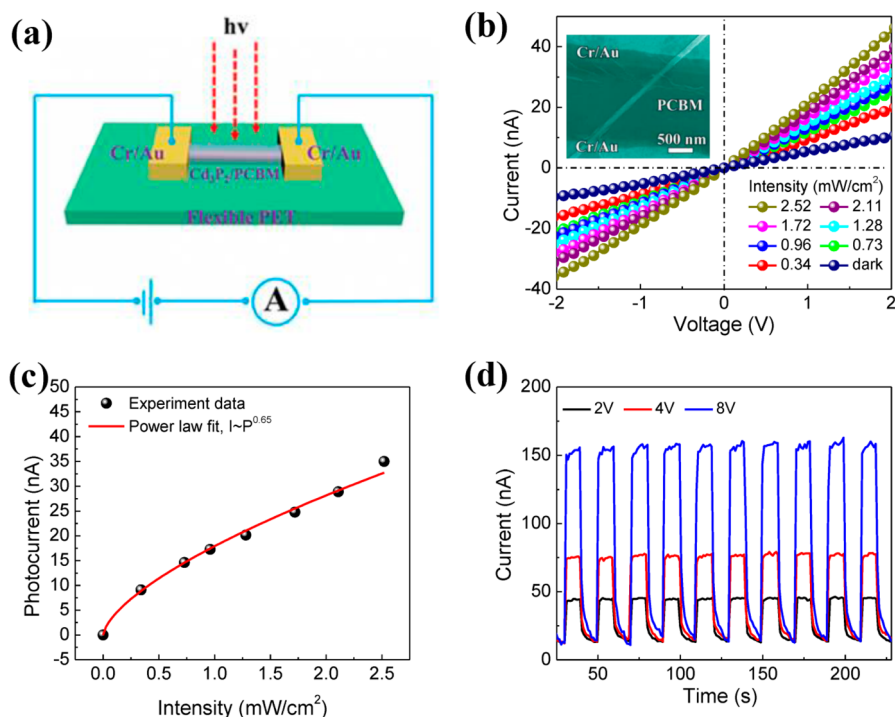 (a)
hν
Cr/Au
Cr/Au
Cd₃P₂/PCBM
Flexible PET
A
(b)
Current (nA)
40
20
0
-20
-40
Cr/Au
PCBM
500 nm
Cr/Au
Intensity (mW/cm²)
2.52 2.11
1.72 1.28
0.96 0.73
0.34 dark
-2 -1 0 1 2
Voltage (V)
(c)
Photocurrent (nA)
50
45
40
35
30
25
20
15
10
5
0
-5
Experiment data
Power law fit, I~P^0.65
0.0 0.5 1.0 1.5 2.0 2.5
Intensity (mW/cm²)
(d)
Current (nA)
200
150
100
50
0
2V 4V 8V
50 100 150 200
Time (s)